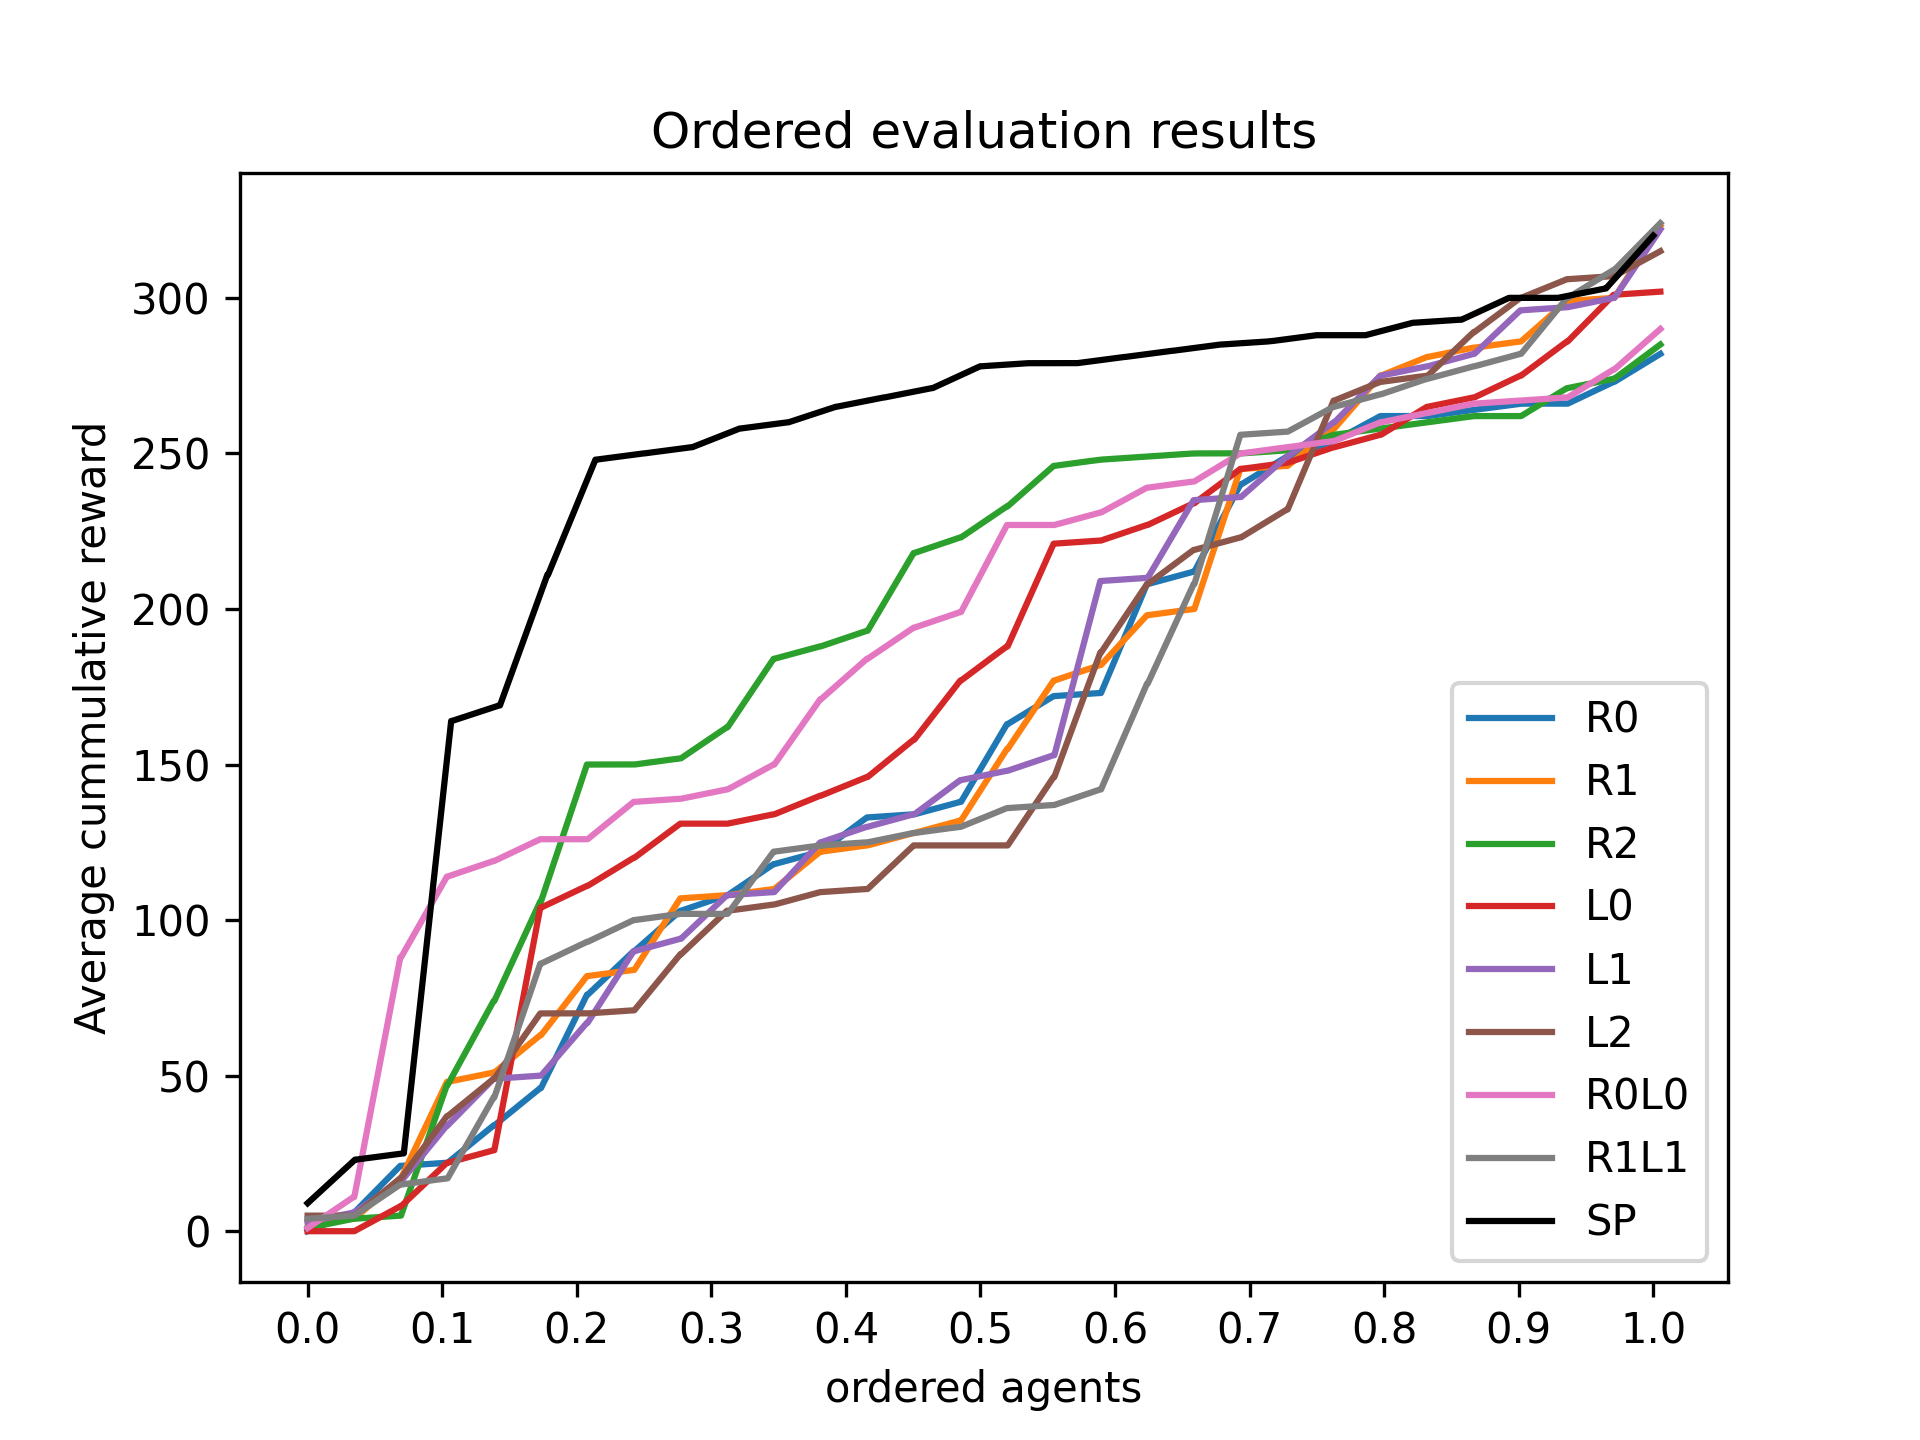 Ordered evaluation results
Average cummulative reward
300
250
200
150
100
50
0
0.0 0.1 0.2 0.3 0.4 0.5 0.6 0.7 0.8 0.9 1.0
ordered agents
R0
R1
R2
L0
L1
L2
R0L0
R1L1
SP